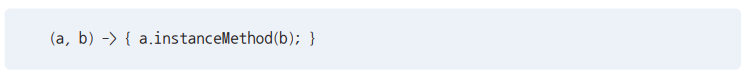 (a, b) -> { a.instanceMethod(b); }